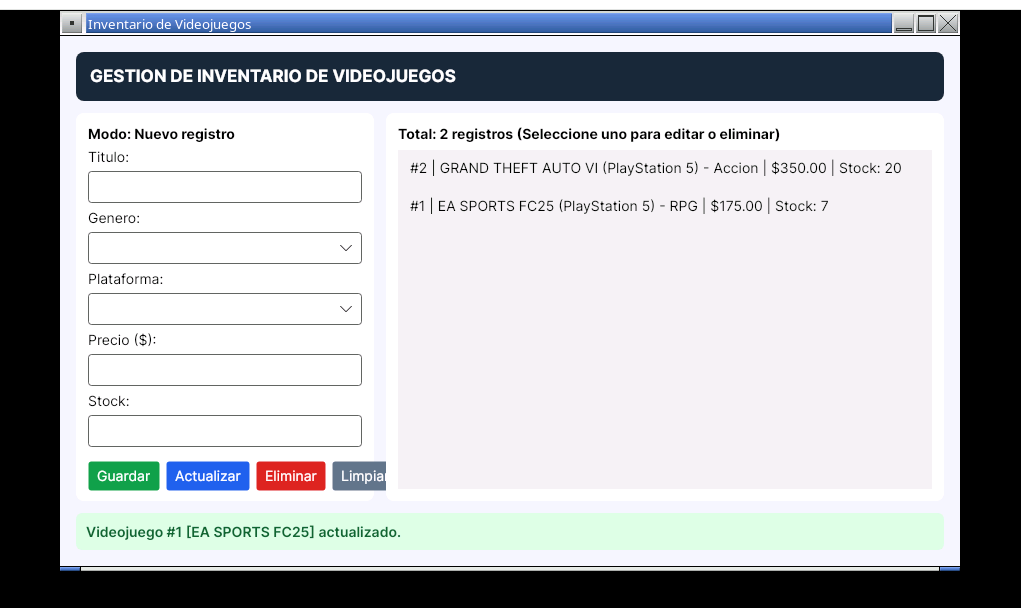 Inventario de Videojuegos
GESTION DE INVENTARIO DE VIDEOJUEGOS
Modo: Nuevo registro
Titulo:
Genero:
Plataforma:
Precio ($):
Stock:
Guardar Actualizar Eliminar Limpiar
Total: 2 registros (Seleccione uno para editar o eliminar)
#2 | GRAND THEFT AUTO VI (PlayStation 5) - Accion | $350.00 | Stock: 20
#1 | EA SPORTS FC25 (PlayStation 5) - RPG | $175.00 | Stock: 7
Videojuego #1 [EA SPORTS FC25] actualizado.